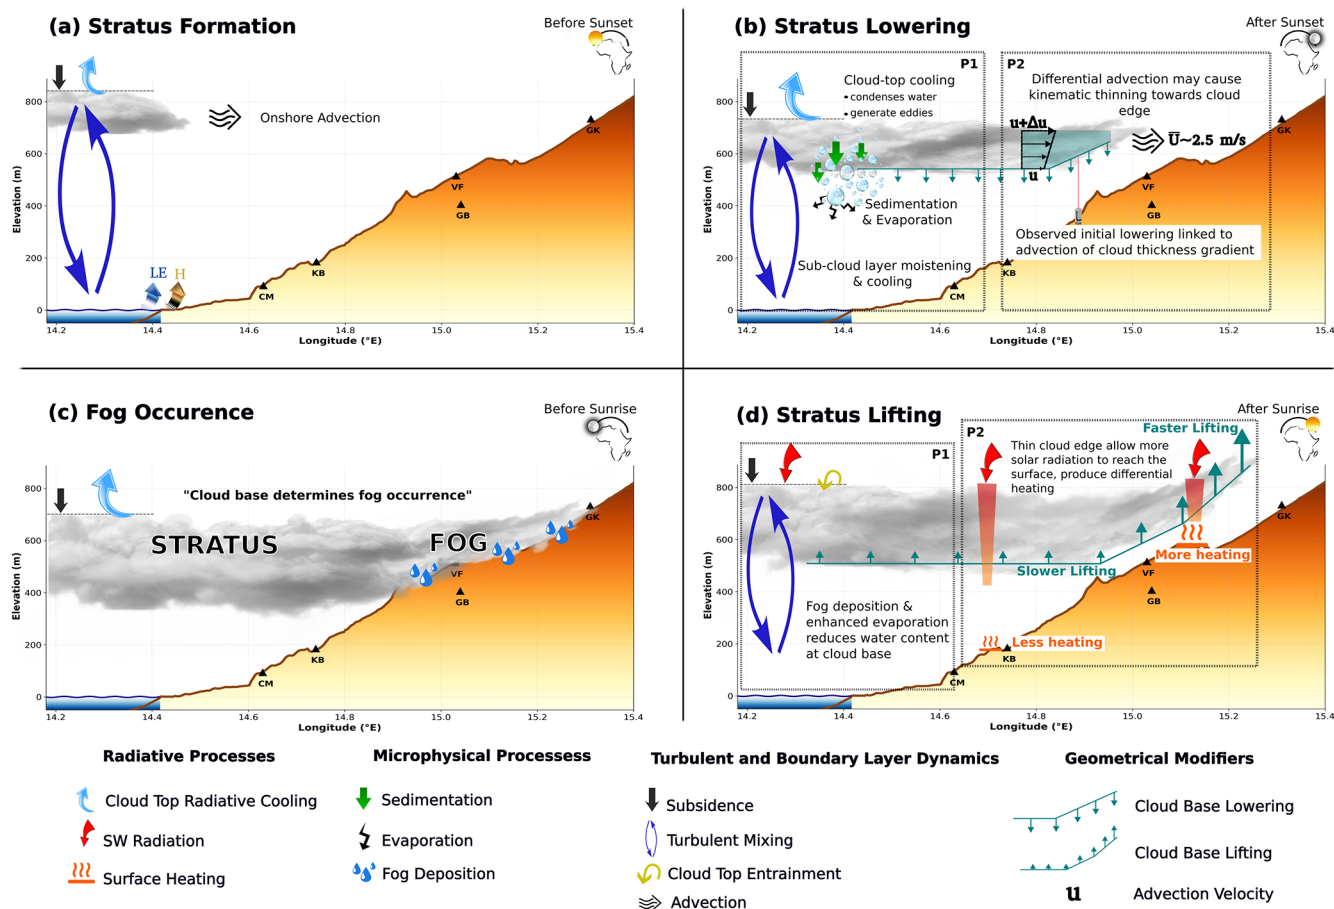 (a) Stratus Formation
Before Sunset
Onshore Advection
GK
VF
GB
KB
CM
LE
H
800
600
400
200
0
Elevation (m)
14.2
14.4
14.6
14.8
15.0
15.2
15.4
Longitude (°E)
(b) Stratus Lowering
After Sunset
P1
P2
Cloud-top cooling
• condenses water
• generate eddies
Differential advection may cause
kinematic thinning towards cloud
edge
u+Δu
u
U̅~2.5 m/s
Sedimentation
& Evaporation
Sub-cloud layer moistening
& cooling
Observed initial lowering linked to
advection of cloud thickness gradient
GK
VF
GB
KB
CM
800
600
400
200
0
Elevation (m)
14.2
14.4
14.6
14.8
15.0
15.2
15.4
Longitude (°E)
(c) Fog Occurence
Before Sunrise
"Cloud base determines fog occurrence"
STRATUS
FOG
GK
VF
GB
KB
CM
800
600
400
200
0
Elevation (m)
14.2
14.4
14.6
14.8
15.0
15.2
15.4
Longitude (°E)
(d) Stratus Lifting
After Sunrise
P1
P2
Faster Lifting
Thin cloud edge allow more
solar radiation to reach the
surface, produce differential
heating
More heating
Slower Lifting
Fog deposition &
enhanced evaporation
reduces water content
at cloud base
Less heating
GK
VF
GB
KB
CM
800
600
400
200
0
Elevation (m)
14.2
14.4
14.6
14.8
15.0
15.2
15.4
Longitude (°E)
Radiative Processes
Cloud Top Radiative Cooling
SW Radiation
Surface Heating
Microphysical Processess
Sedimentation
Evaporation
Fog Deposition
Turbulent and Boundary Layer Dynamics
Subsidence
Turbulent Mixing
Cloud Top Entrainment
Advection
Geometrical Modifiers
Cloud Base Lowering
Cloud Base Lifting
u
Advection Velocity